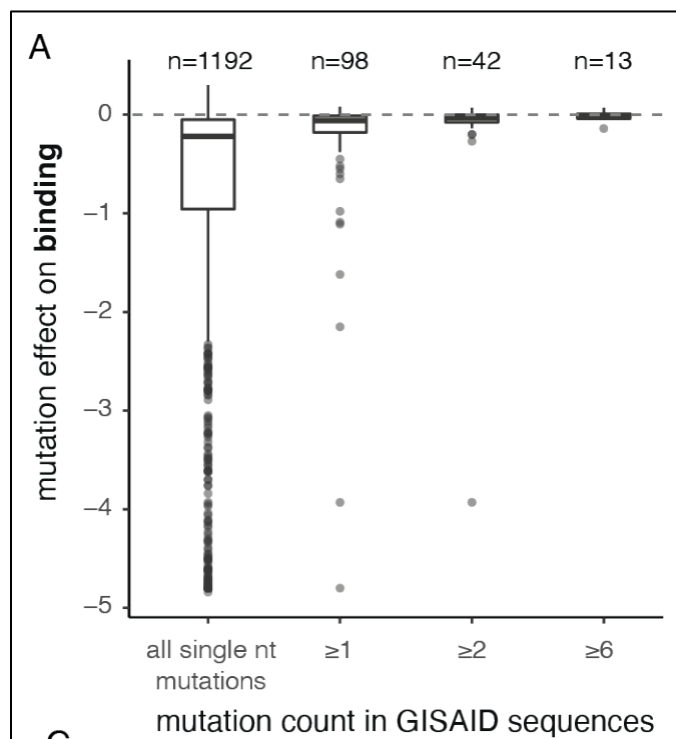 A
n=1192 n=98 n=42 n=13
0
−1
−2
−3
−4
−5
mutation effect on binding
all single nt
mutations
≥1 ≥2 ≥6
mutation count in GISAID sequences